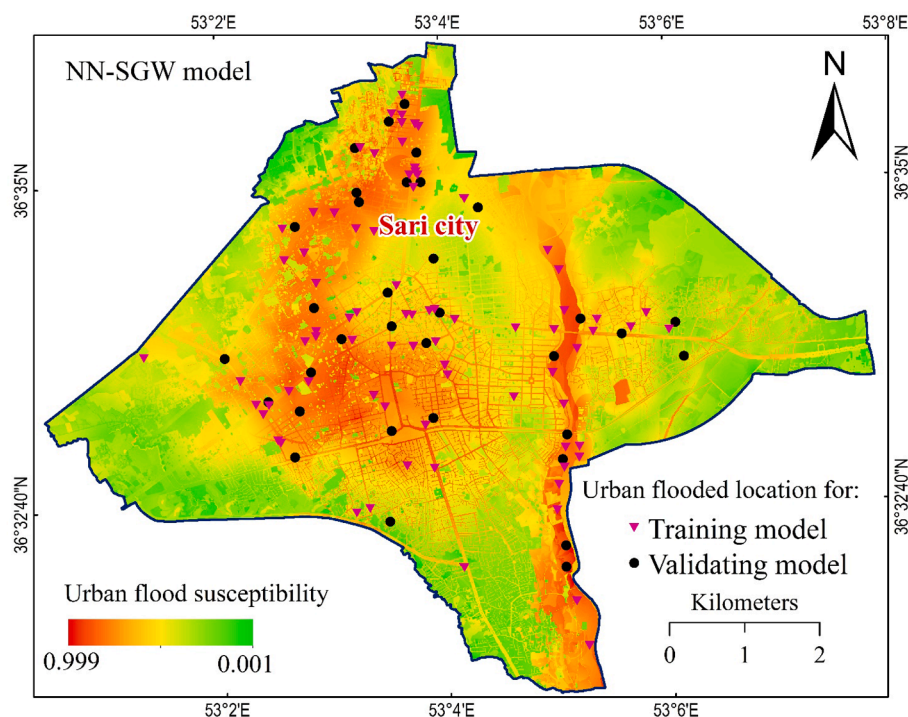 53°2'E 53°4'E 53°6'E 53°8'E
NN-SGW model
N
36°35'N
36°35'N
Sari city
36°32'40"N
36°32'40"N
Urban flooded location for:
Training model
Validating model
Urban flood susceptibility
0.999 0.001
Kilometers
0 1 2
53°2'E 53°4'E 53°6'E